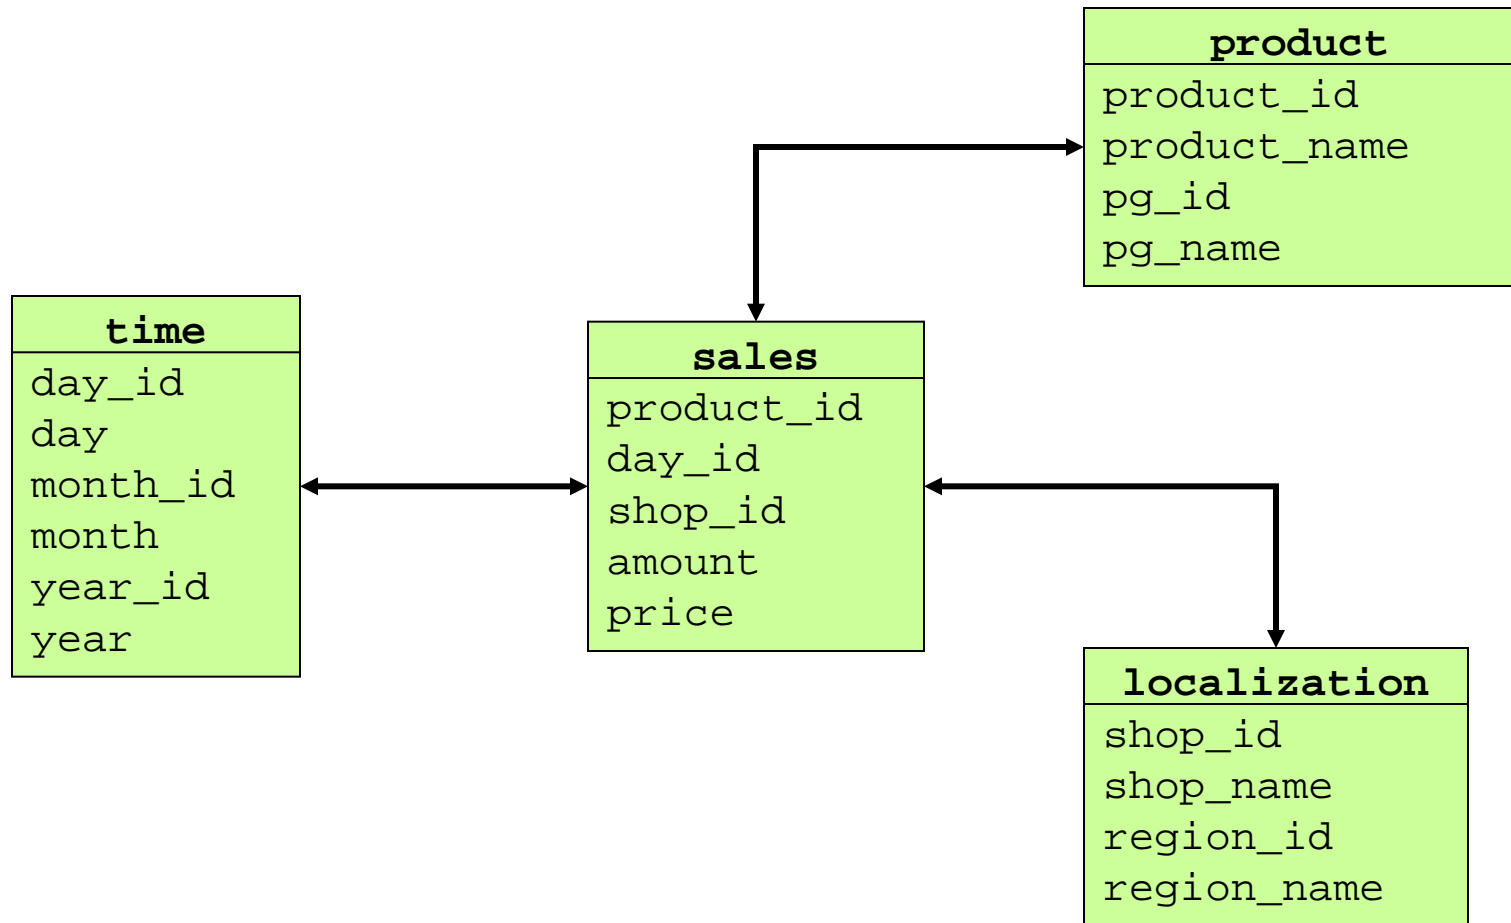 product
product_id
product_name
pg_id
pg_name
time
day_id
day
month_id
month
year_id
year
sales
product_id
day_id
shop_id
amount
price
localization
shop_id
shop_name
region_id
region_name